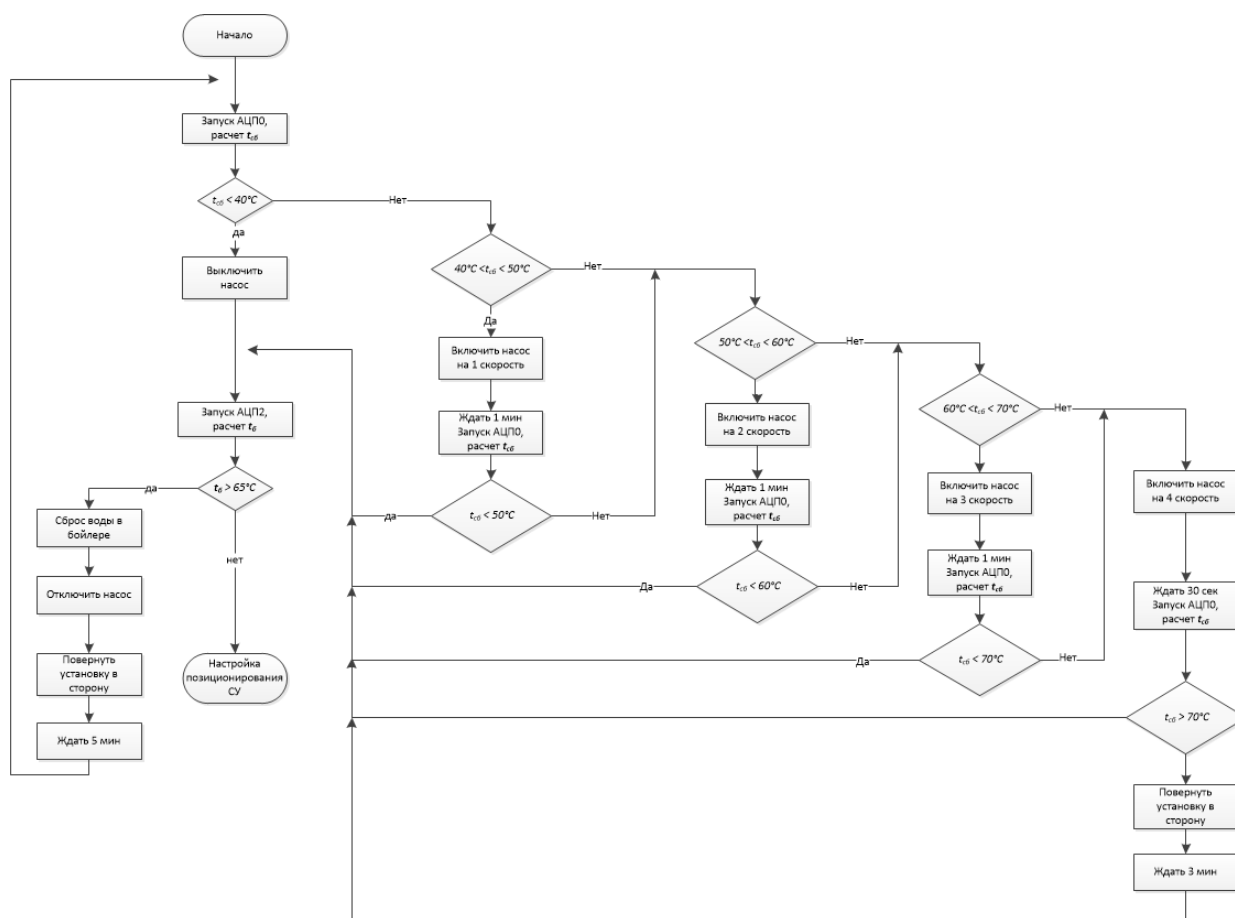 Начало
Запуск АЦП0,
расчет tсб
tсб < 40°C
Нет
да
Выключить
насос
40°C <tсб < 50°C
Нет
Да
Включить насос
на 1 скорость
Ждать 1 мин
Запуск АЦП0,
расчет tсб
tсб < 50°C
да
Нет
50°C <tсб < 60°C
Нет
Включить насос
на 2 скорость
Ждать 1 мин
Запуск АЦП0,
расчет tсб
tсб < 60°C
Да
Нет
60°C <tсб < 70°C
Нет
Включить насос
на 3 скорость
Ждать 1 мин
Запуск АЦП0,
расчет tсб
tсб < 70°C
Да
Нет
Включить насос
на 4 скорость
Ждать 30 сек
Запуск АЦП0,
расчет tсб
tсб > 70°C
Повернуть
установку в
сторону
Ждать 3 мин
Запуск АЦП2,
расчет tб
tб > 65°C
да
нет
Сброс воды в
бойлере
Отключить насос
Повернуть
установку в
сторону
Ждать 5 мин
Настройка
позиционирования
СУ